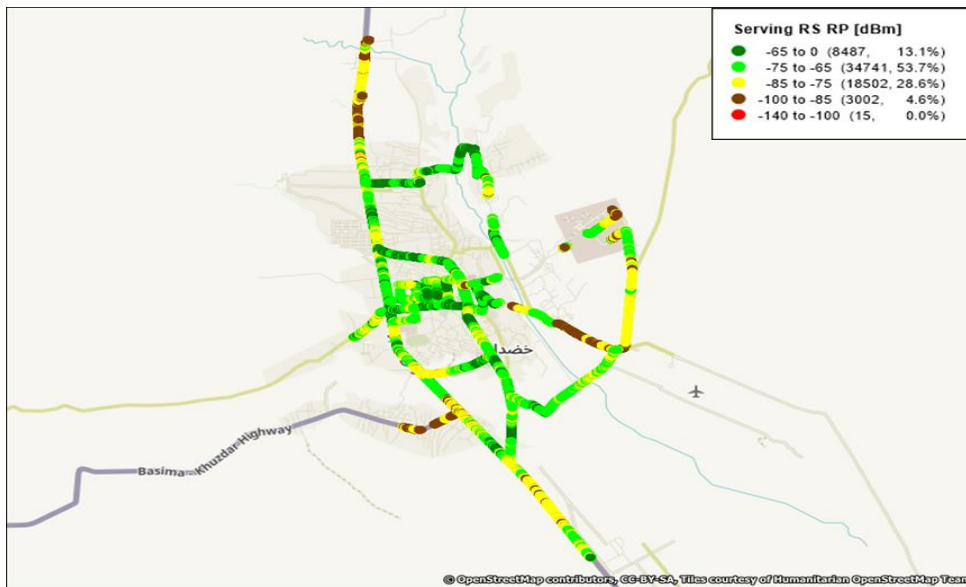 Serving RS RP [dBm]
-65 to 0 (8487, 13.1%)
-75 to -65 (34741, 53.7%)
-85 to -75 (18502, 28.6%)
-100 to -85 (3002, 4.6%)
-140 to -100 (15, 0.0%)
خضدا
Basima - Khuzdar Highway
© OpenStreetMap contributors, CC-BY-SA, Tiles courtesy of Humanitarian OpenStreetMap Team